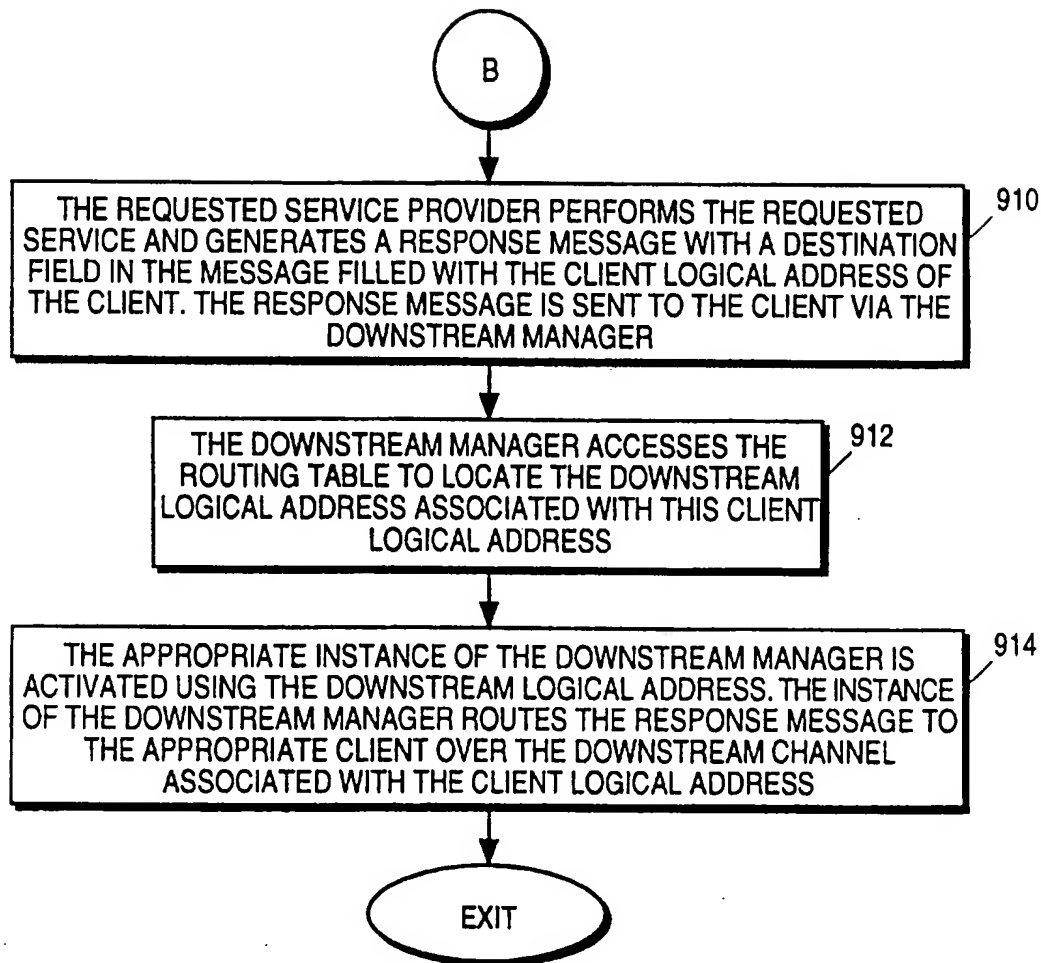 B
910
THE REQUESTED SERVICE PROVIDER PERFORMS THE REQUESTED
SERVICE AND GENERATES A RESPONSE MESSAGE WITH A DESTINATION
FIELD IN THE MESSAGE FILLED WITH THE CLIENT LOGICAL ADDRESS OF
THE CLIENT. THE RESPONSE MESSAGE IS SENT TO THE CLIENT VIA THE
DOWNSTREAM MANAGER
912
THE DOWNSTREAM MANAGER ACCESSES THE
ROUTING TABLE TO LOCATE THE DOWNSTREAM
LOGICAL ADDRESS ASSOCIATED WITH THIS CLIENT
LOGICAL ADDRESS
914
THE APPROPRIATE INSTANCE OF THE DOWNSTREAM MANAGER IS
ACTIVATED USING THE DOWNSTREAM LOGICAL ADDRESS. THE INSTANCE
OF THE DOWNSTREAM MANAGER ROUTES THE RESPONSE MESSAGE TO
THE APPROPRIATE CLIENT OVER THE DOWNSTREAM CHANNEL
ASSOCIATED WITH THE CLIENT LOGICAL ADDRESS
EXIT